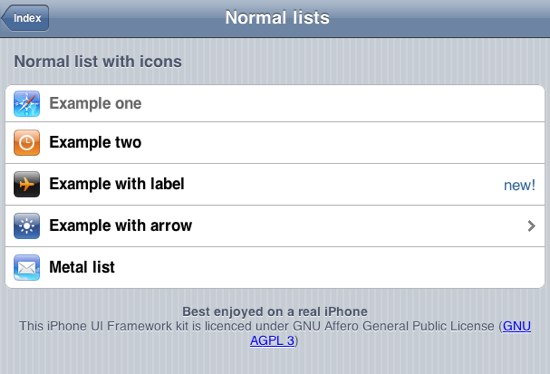 Index
Normal lists
Normal list with icons
Example one
Example two
Example with label new!
Example with arrow
Metal list
Best enjoyed on a real iPhone
This iPhone UI Framework kit is licenced under GNU Affero General Public License (GNU
AGPL 3)